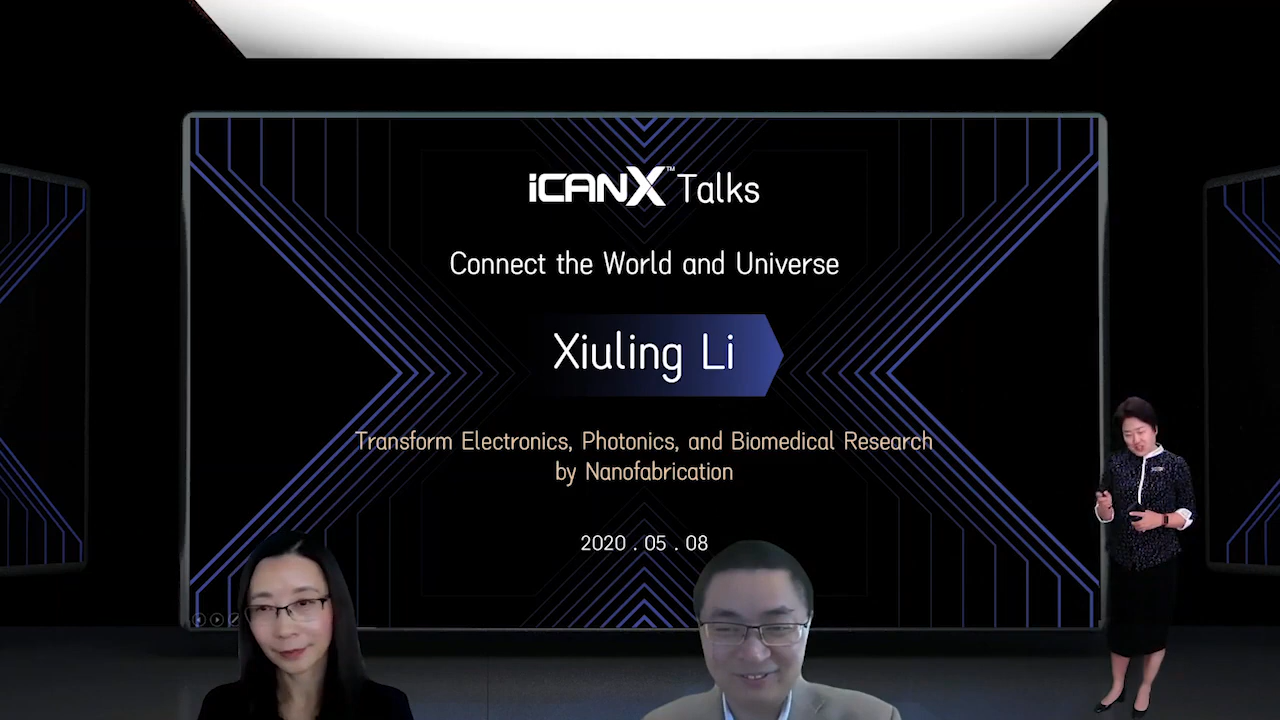 iCANX™ Talks
Connect the World and Universe
Xiuling Li
Transform Electronics, Photonics, and Biomedical Research
by Nanofabrication
2020 . 05 . 08